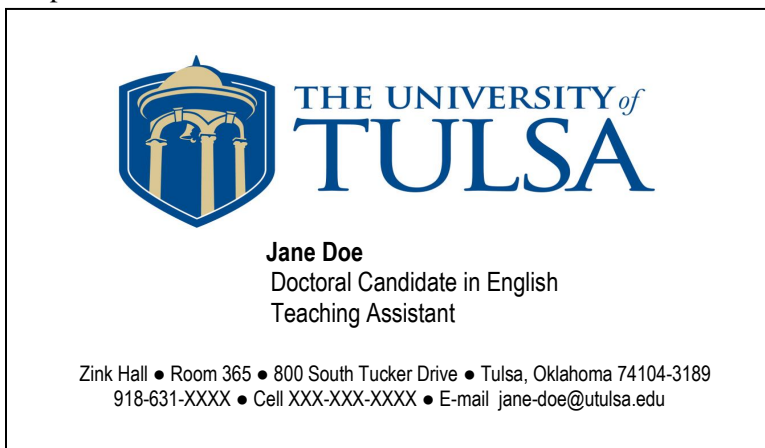 THE UNIVERSITY of
TULSA
Jane Doe
Doctoral Candidate in English
Teaching Assistant
Zink Hall ● Room 365 ● 800 South Tucker Drive ● Tulsa, Oklahoma 74104-3189
918-631-XXXX ● Cell XXX-XXX-XXXX ● E-mail jane-doe@utulsa.edu